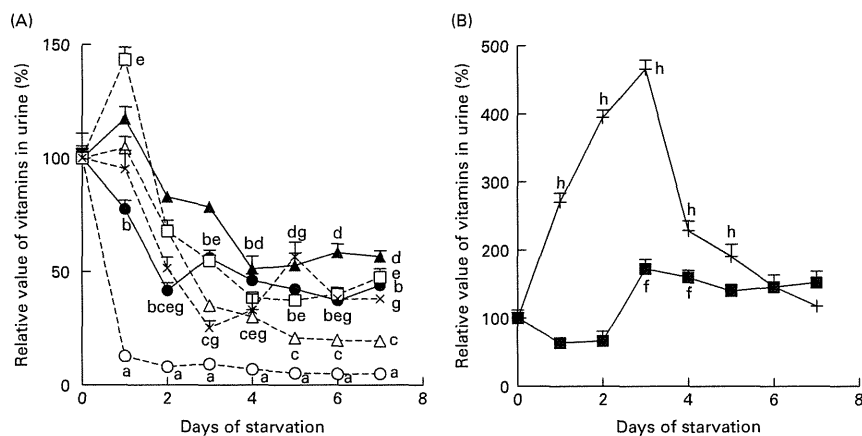 (A)
Relative value of vitamins in urine (%)
150
100
50
0
e
b
be
bd
dg
d
d
e
b
g
bceg
cg
ceg
be
beg
c
c
c
a
a
a
a
a
a
a
0 2 4 6 8
Days of starvation
(B)
Relative value of vitamins in urine (%)
500
400
300
200
100
0
h
h
h
h
h
f
f
0 2 4 6 8
Days of starvation